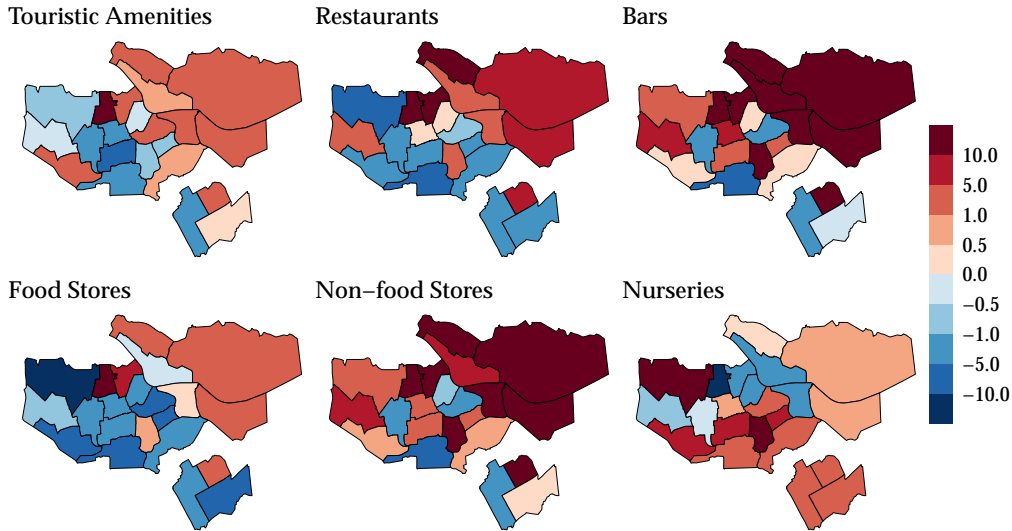 Touristic Amenities
Restaurants
Bars
Food Stores
Non−food Stores
Nurseries
10.0
5.0
1.0
0.5
0.0
−0.5
−1.0
−5.0
−10.0